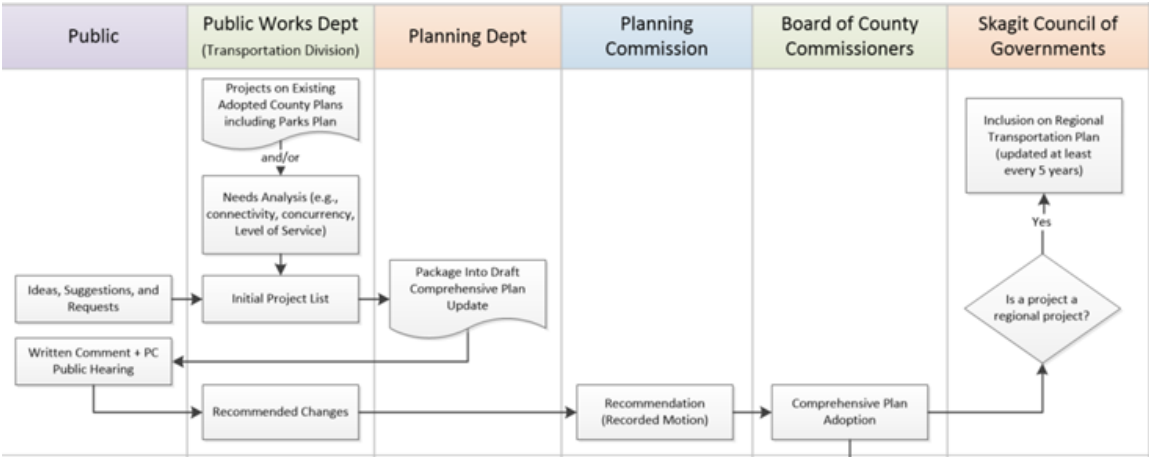 Public
Public Works Dept
(Transportation Division)
Planning Dept
Planning
Commission
Board of County
Commissioners
Skagit Council of
Governments
Projects on Existing
Adopted County Plans
including Parks Plan
and/or
Needs Analysis (e.g.,
connectivity, concurrency,
Level of Service)
Ideas, Suggestions, and
Requests
Initial Project List
Package Into Draft
Comprehensive Plan
Update
Written Comment + PC
Public Hearing
Recommended Changes
Recommendation
(Recorded Motion)
Comprehensive Plan
Adoption
Is a project a
regional project?
Yes
Inclusion on Regional
Transportation Plan
(updated at least
every 5 years)